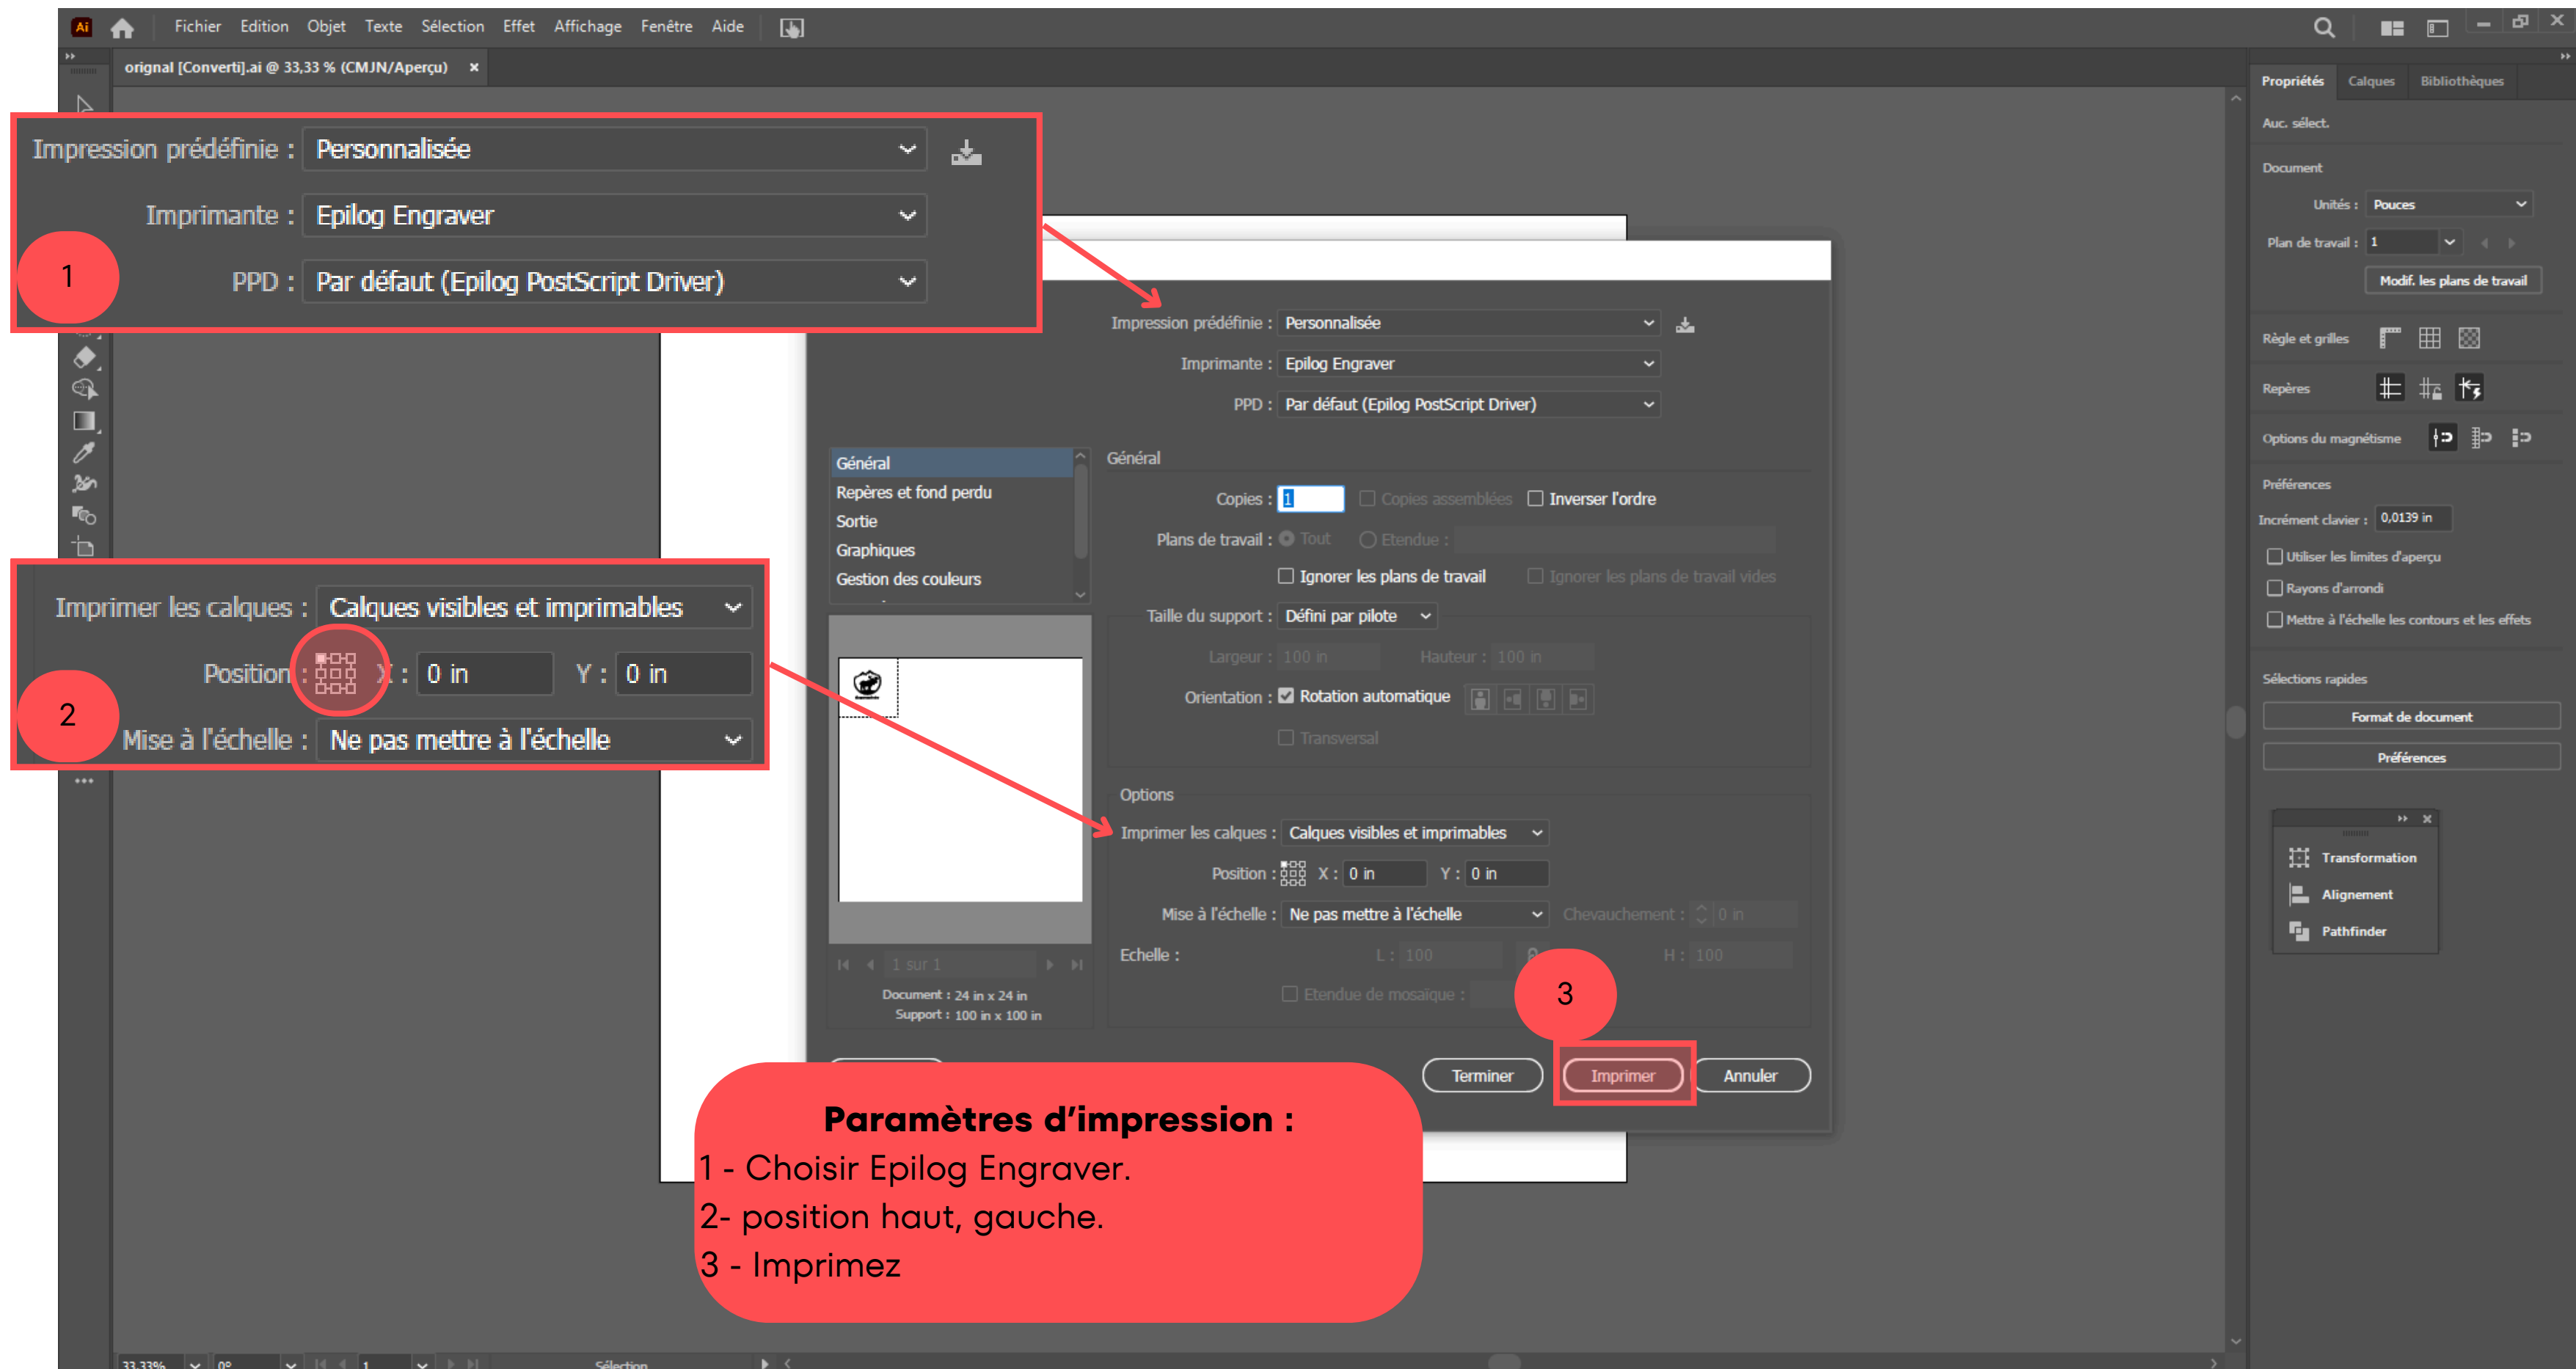 Ai Fichier Edition Objet Texte Sélection Effet Affichage Fenêtre Aide
orignal [Converti].ai @ 33,33 % (CMJN/Aperçu) ×
Impression prédéfinie : Personnalisée
Imprimante : Epilog Engraver
1
PPD : Par défaut (Epilog PostScript Driver)
Imprimer les calques : Calques visibles et imprimables
Position : X : 0 in Y : 0 in
2
Mise à l'échelle : Ne pas mettre à l'échelle
Impression prédéfinie : Personnalisée
Imprimante : Epilog Engraver
PPD : Par défaut (Epilog PostScript Driver)
Général
Repères et fond perdu
Sortie
Graphiques
Gestion des couleurs
Général
Copies : 1 Copies assemblées Inverser l'ordre
Plans de travail : Tout Etendue :
Ignorer les plans de travail Ignorer les plans de travail vides
Taille du support : Défini par pilote
Largeur : 100 in Hauteur : 100 in
Orientation : Rotation automatique
Transversal
Options
Imprimer les calques : Calques visibles et imprimables
Position : X : 0 in Y : 0 in
Mise à l'échelle : Ne pas mettre à l'échelle Chevauchement : 0 in
Echelle : L : 100 H : 100
Etendue de mosaïque :
3
1 sur 1
Document : 24 in x 24 in
Support : 100 in x 100 in
Terminer Imprimer Annuler
Paramètres d'impression :
1 - Choisir Epilog Engraver.
2- position haut, gauche.
3 - Imprimez
Propriétés Calques Bibliothèques
Auc. sélect.
Document
Unités : Pouces
Plan de travail : 1
Modif. les plans de travail
Règle et grilles
Repères
Options du magnétisme
Préférences
Incrément clavier : 0,0139 in
Utiliser les limites d'aperçu
Rayons d'arrondi
Mettre à l'échelle les contours et les effets
Sélections rapides
Format de document
Préférences
Transformation
Alignement
Pathfinder
33,33% 0° 1 Sélection